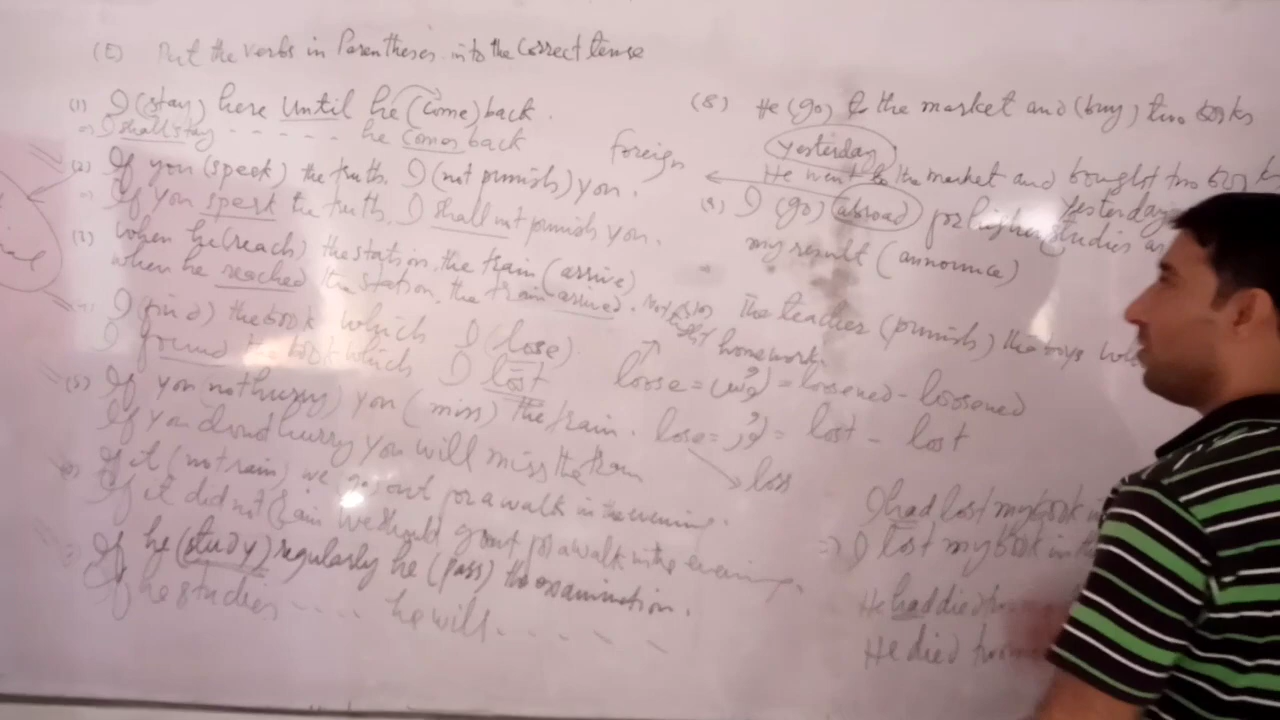 (E) Put the verbs in Parentheses into the correct tense
(1) I (stay) here until he (come) back.
I shall stay - - - - - - he comes back
(2) If you (speak) the truth, I (not punish) you.
If you speak the truth, I shall not punish you.
(3) When he (reach) the station, the train (arrive)
When he reached the station, the train arrived.
I (find) the book which I (lose)
I found the book which I lost
(5) If you (not hurry) you (miss) the train.
If you do not hurry you will miss the train
If it (not rain) we go out for a walk in the evening.
If it did not rain we should go out for a walk in the evening.
If he (study) regularly he (pass) the examination.
If he studies - - - - he will - - - - -
foreign
(8) He (go) to the market and (buy) two books
yesterday
He went to the market and bought two books
yesterday
(9) I (go) abroad for higher studies
my result (announce)
The teacher (punish) the boys who
homework.
loose = = loosened - loosened
lose = = lost - lost
loss
I had lost my book
=> I lost my book in
He had died
He died